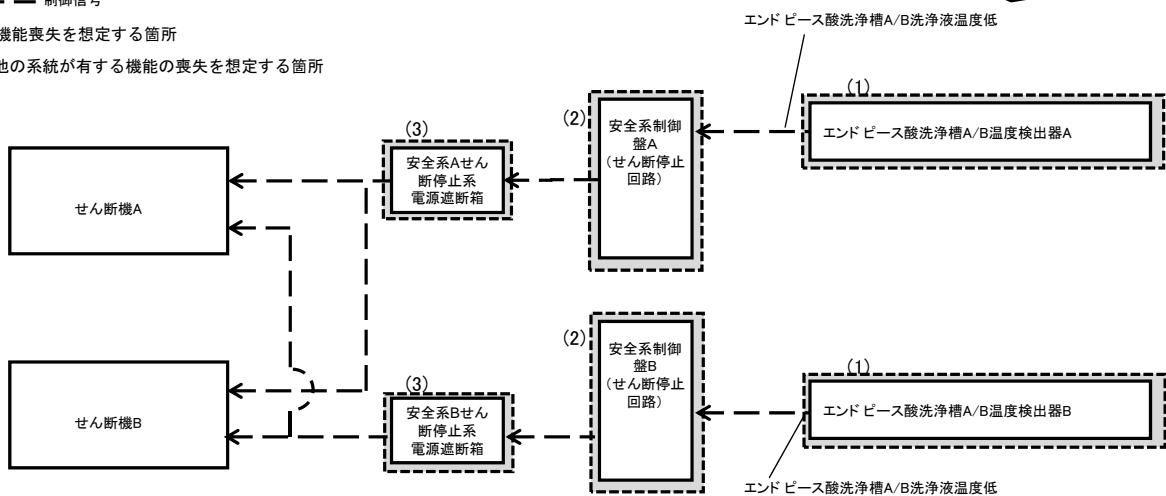 制御信号
機能喪失を想定する箇所
他の系統が有する機能の喪失を想定する箇所
エンドピース酸洗浄槽A/B洗浄液温度低
(1)
エンドピース酸洗浄槽A/B温度検出器A
(2)
安全系制御
盤A
(せん断停止
回路)
(3)
安全系Aせん
断停止系
電源遮断箱
せん断機A
(1)
エンドピース酸洗浄槽A/B温度検出器B
(2)
安全系制御
盤B
(せん断停止
回路)
(3)
安全系Bせん
断停止系
電源遮断箱
せん断機B
エンドピース酸洗浄槽A/B洗浄液温度低